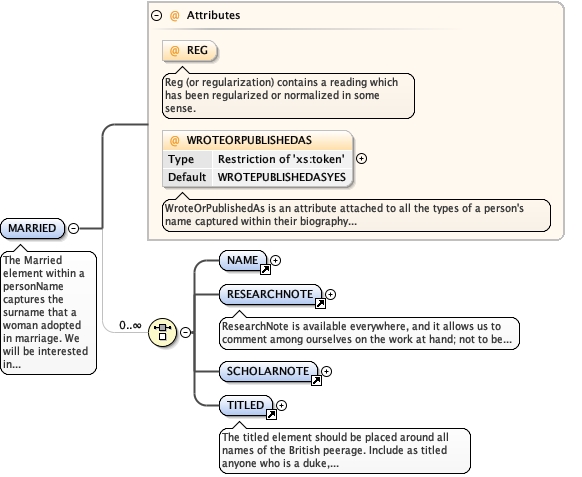 @ Attributes
@ REG
Reg (or regularization) contains a reading which
has been regularized or normalized in some
sense.
@ WROTEORPUBLISHEDAS
Type Restriction of 'xs:token'
Default WROTEPUBLISHEDASYES
WroteOrPublishedAs is an attribute attached to all the types of a person's
name captured within their biography...
MARRIED
The Married
element within a
personName
captures the
surname that a
woman adopted
in marriage. We
will be interested
in...
0..∞
NAME
RESEARCHNOTE
ResearchNote is available everywhere, and it allows us to
comment among ourselves on the work at hand; not to be...
SCHOLARNOTE
TITLED
The titled element should be placed around all
names of the British peerage. Include as titled
anyone who is a duke,...